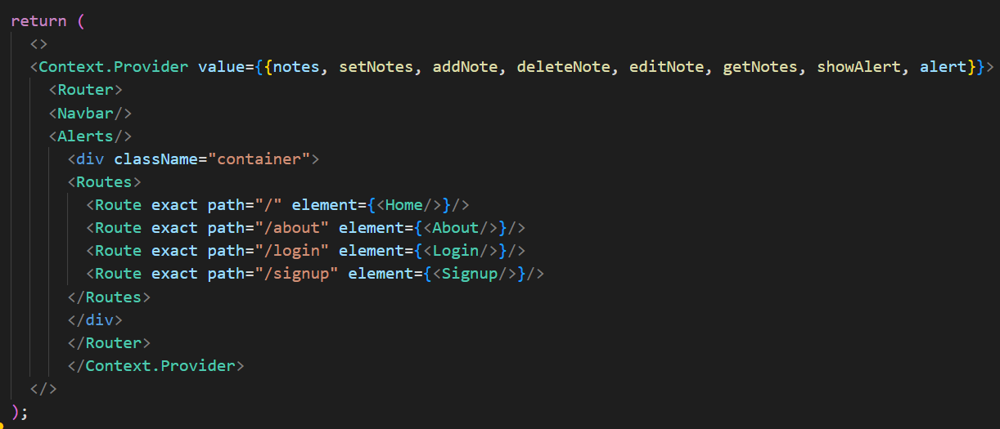 return (
<>
<Context.Provider value={{notes, setNotes, addNote, deleteNote, editNote, getNotes, showAlert, alert}}>
<Router>
<Navbar/>
<Alerts/>
<div className="container">
<Routes>
<Route exact path="/" element={<Home/>}/>
<Route exact path="/about" element={<About/>}/>
<Route exact path="/login" element={<Login/>}/>
<Route exact path="/signup" element={<Signup/>}/>
</Routes>
</div>
</Router>
</Context.Provider>
</>
);